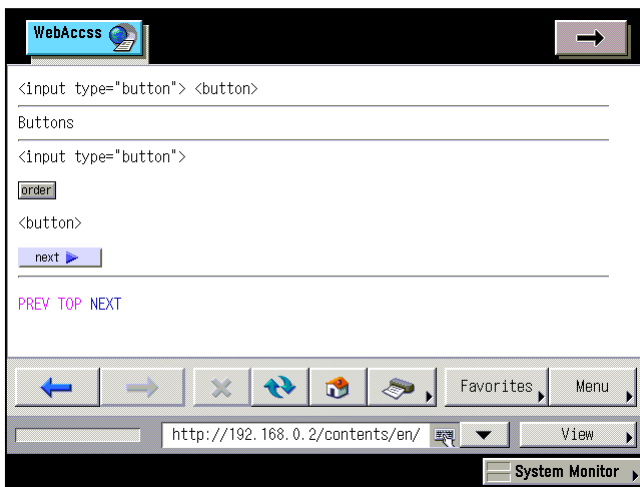 WebAccss
<input type="button"> <button>
Buttons
<input type="button">
order
<button>
next
PREV TOP NEXT
Favorites Menu
http://192.168.0.2/contents/en/ View
System Monitor